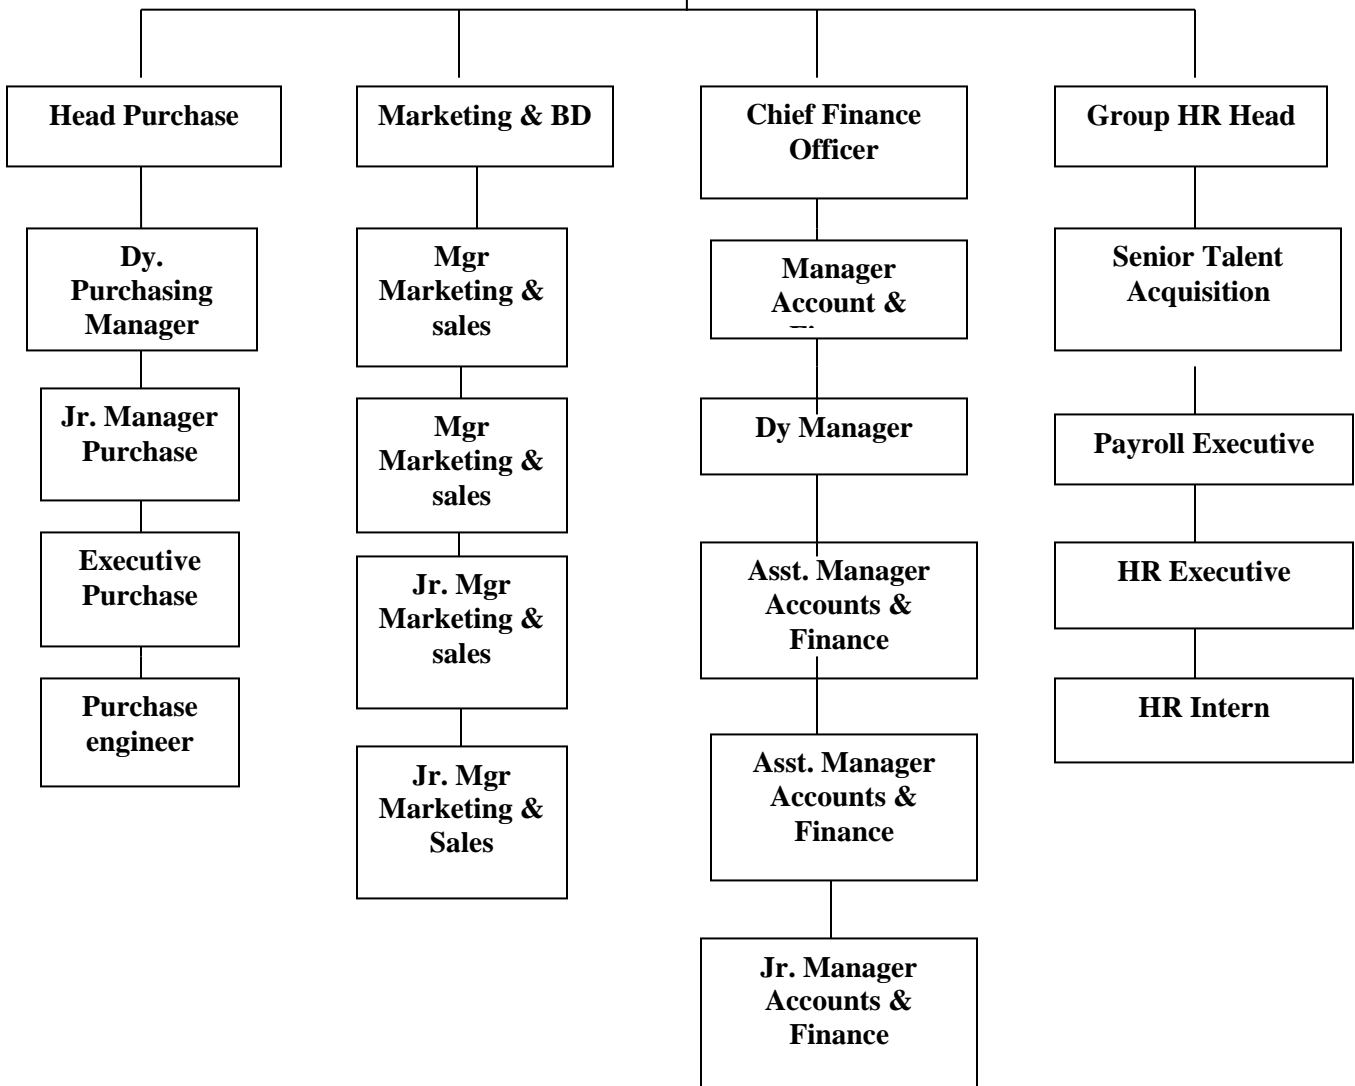 Head Purchase
Dy.
Purchasing
Manager
Jr. Manager
Purchase
Executive
Purchase
Purchase
engineer
Marketing & BD
Mgr
Marketing &
sales
Mgr
Marketing &
sales
Jr. Mgr
Marketing &
sales
Jr. Mgr
Marketing &
Sales
Chief Finance
Officer
Manager
Account &
Dy Manager
Asst. Manager
Accounts &
Finance
Asst. Manager
Accounts &
Finance
Jr. Manager
Accounts &
Finance
Group HR Head
Senior Talent
Acquisition
Payroll Executive
HR Executive
HR Intern